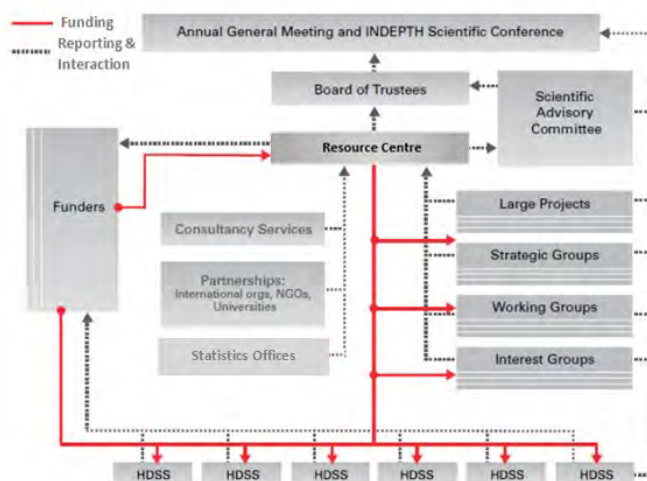 Funding
Reporting &
Interaction
Annual General Meeting and INDEPTH Scientific Conference
Board of Trustees
Scientific
Advisory
Committee
Resource Centre
Funders
Large Projects
Consultancy Services
Strategic Groups
Partnerships:
International orgs, NGOs,
Universities
Working Groups
Statistics Offices
Interest Groups
HDSS
HDSS
HDSS
HDSS
HDSS
HDSS